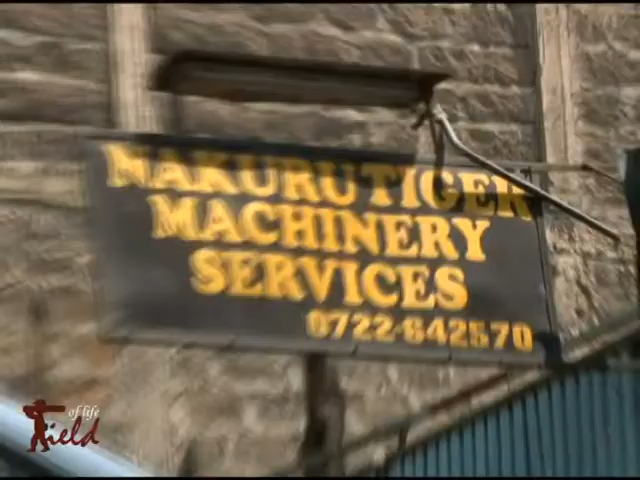 NAKURU TIGER
MACHINERY
SERVICES
0722-642570
of life
Field